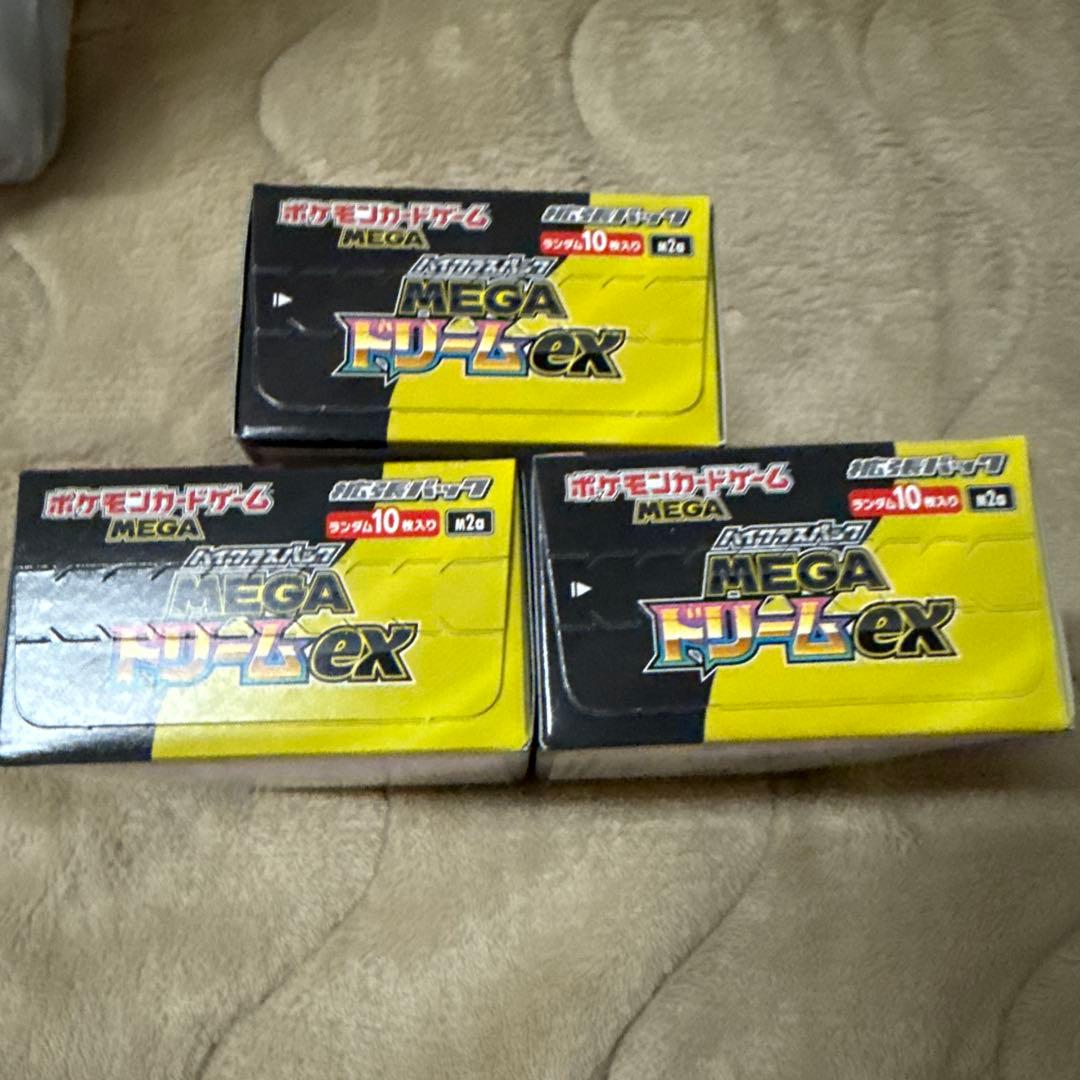 ポケモンカードゲーム
MEGA
拡張パック
ランダム10枚入り M2a
ハイクラスパック
MEGA
ドリームex
ポケモンカードゲーム
MEGA
拡張パック
ランダム10枚入り M2a
ハイクラスパック
MEGA
ドリームex
ポケモンカードゲーム
MEGA
拡張パック
ランダム10枚入り M2a
ハイクラスパック
MEGA
ドリームex